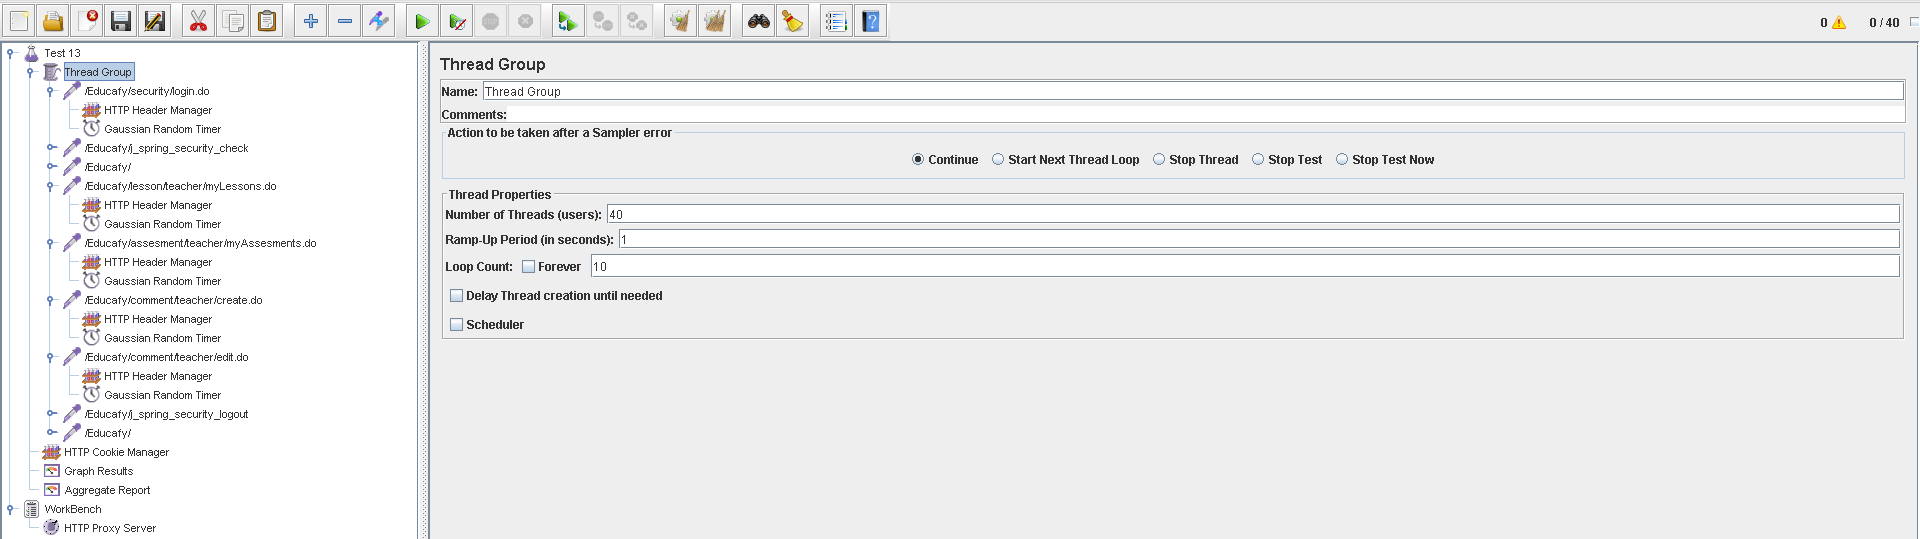 0 0 / 40
Test 13
Thread Group
/Educafy/security/login.do
HTTP Header Manager
Gaussian Random Timer
/Educafy/j_spring_security_check
/Educafy/
/Educafy/lesson/teacher/myLessons.do
HTTP Header Manager
Gaussian Random Timer
/Educafy/assesment/teacher/myAssesments.do
HTTP Header Manager
Gaussian Random Timer
/Educafy/comment/teacher/create.do
HTTP Header Manager
Gaussian Random Timer
/Educafy/comment/teacher/edit.do
HTTP Header Manager
Gaussian Random Timer
/Educafy/j_spring_security_logout
/Educafy/
HTTP Cookie Manager
Graph Results
Aggregate Report
WorkBench
HTTP Proxy Server
Thread Group
Name: Thread Group
Comments:
Action to be taken after a Sampler error
Continue Start Next Thread Loop Stop Thread Stop Test Stop Test Now
Thread Properties
Number of Threads (users): 40
Ramp-Up Period (in seconds): 1
Loop Count: Forever 10
Delay Thread creation until needed
Scheduler